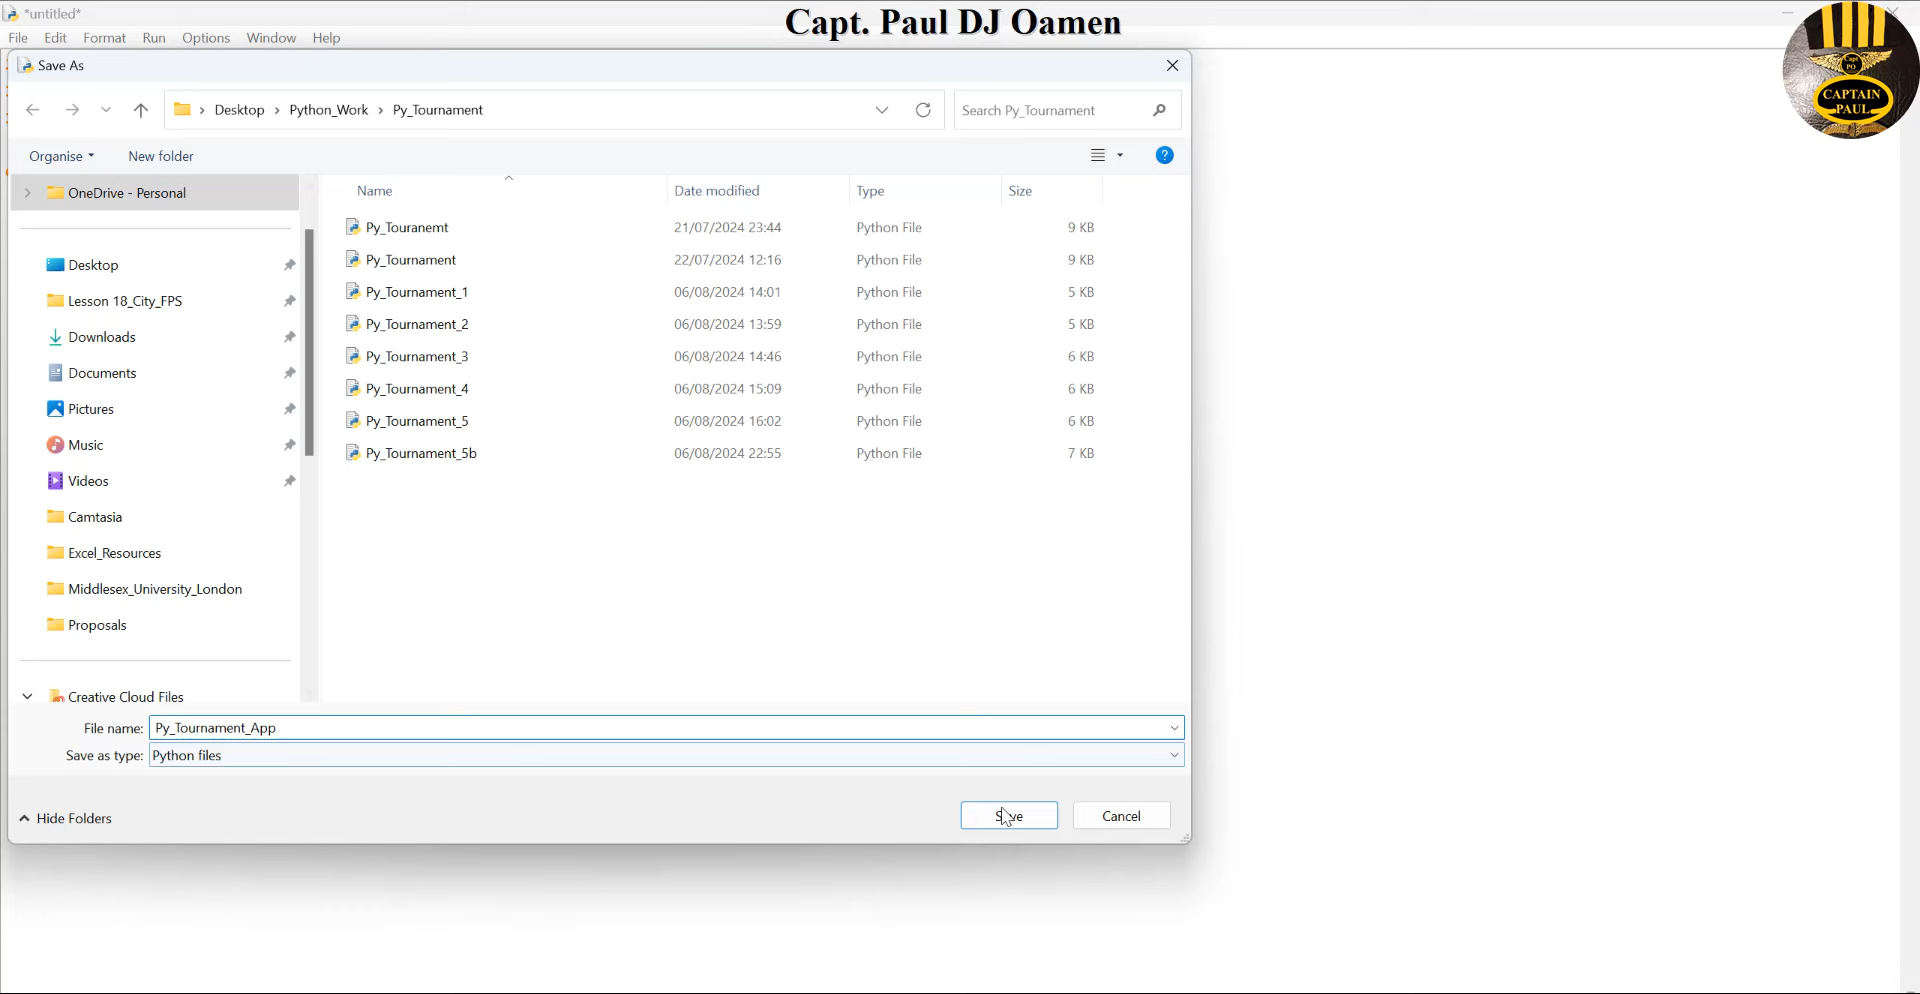 *untitled*
Capt. Paul DJ Oamen
File Edit Format Run Options Window Help
Capt
PO
CAPTAIN
PAUL
Save As
Desktop > Python_Work > Py_Tournament
Search Py_Tournament
Organise New folder
?
OneDrive - Personal
Desktop
Lesson 18_City_FPS
Downloads
Documents
Pictures
Music
Videos
Camtasia
Excel_Resources
Middlesex_University_London
Proposals
Creative Cloud Files
Name Date modified Type Size
Py_Touranemt 21/07/2024 23:44 Python File 9 KB
Py_Tournament 22/07/2024 12:16 Python File 9 KB
Py_Tournament_1 06/08/2024 14:01 Python File 5 KB
Py_Tournament_2 06/08/2024 13:59 Python File 5 KB
Py_Tournament_3 06/08/2024 14:46 Python File 6 KB
Py_Tournament_4 06/08/2024 15:09 Python File 6 KB
Py_Tournament_5 06/08/2024 16:02 Python File 6 KB
Py_Tournament_5b 06/08/2024 22:55 Python File 7 KB
File name: Py_Tournament_App
Save as type: Python files
Hide Folders
Save Cancel